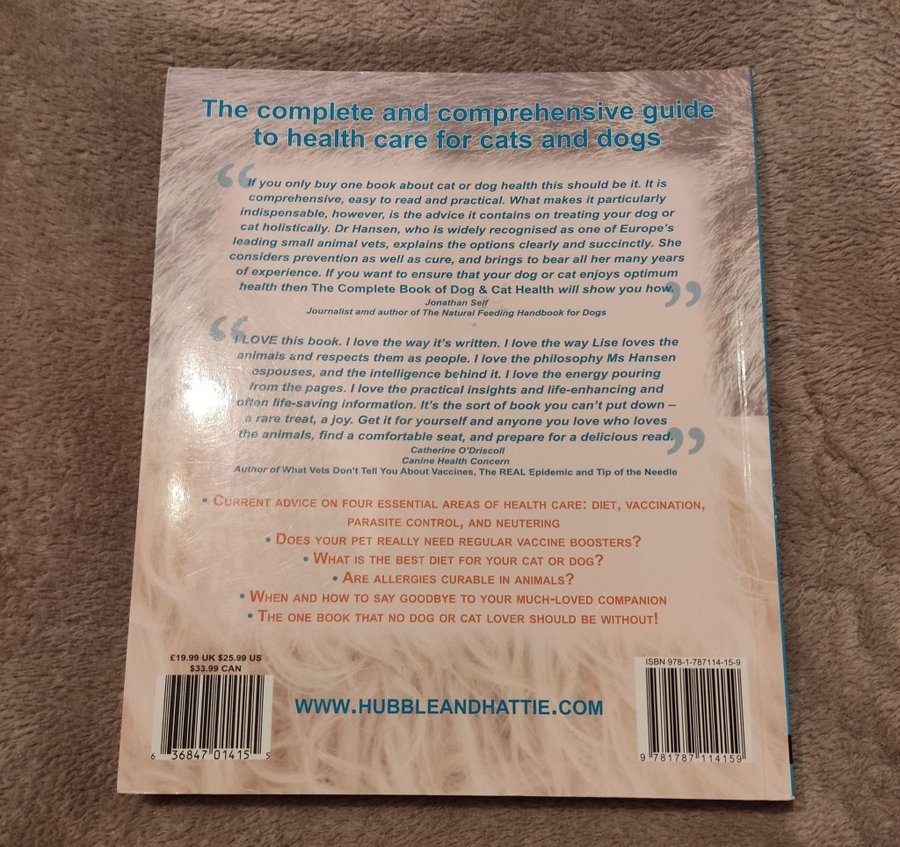 The complete and comprehensive guide
to health care for cats and dogs
“If you only buy one book about cat or dog health this should be it. It is
comprehensive, easy to read and practical. What makes it particularly
indispensable, however, is the advice it contains on treating your dog or
cat holistically. Dr Hansen, who is widely recognised as one of Europe's
leading small animal vets, explains the options clearly and succinctly. She
considers prevention as well as cure, and brings to bear all her many years
of experience. If you want to ensure that your dog or cat enjoys optimum
health then The Complete Book of Dog & Cat Health will show you how.”
Jonathan Self
Journalist amd author of The Natural Feeding Handbook for Dogs
“I LOVE this book. I love the way it's written. I love the way Lise loves the
animals and respects them as people. I love the philosophy Ms Hansen
espouses, and the intelligence behind it. I love the energy pouring
from the pages. I love the practical insights and life-enhancing and
often life-saving information. It's the sort of book you can't put down –
a rare treat, a joy. Get it for yourself and anyone you love who loves
the animals, find a comfortable seat, and prepare for a delicious read.”
Catherine O'Driscoll
Canine Health Concern
Author of What Vets Don't Tell You About Vaccines, The REAL Epidemic and Tip of the Needle
• Current advice on four essential areas of health care: diet, vaccination,
parasite control, and neutering
• Does your pet really need regular vaccine boosters?
• What is the best diet for your cat or dog?
• Are allergies curable in animals?
• When and how to say goodbye to your much-loved companion
• The one book that no dog or cat lover should be without!
£19.99 UK $25.99 US
$33.99 CAN
6 36847 01415 5
WWW.HUBBLEANDHATTIE.COM
ISBN 978-1-787114-15-9
9 781787 114159